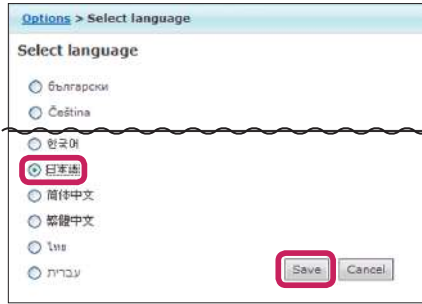 Options > Select language
Select language
български
Čeština
한국어
日本語
简体中文
繁體中文
ไทย
עברית
Save Cancel